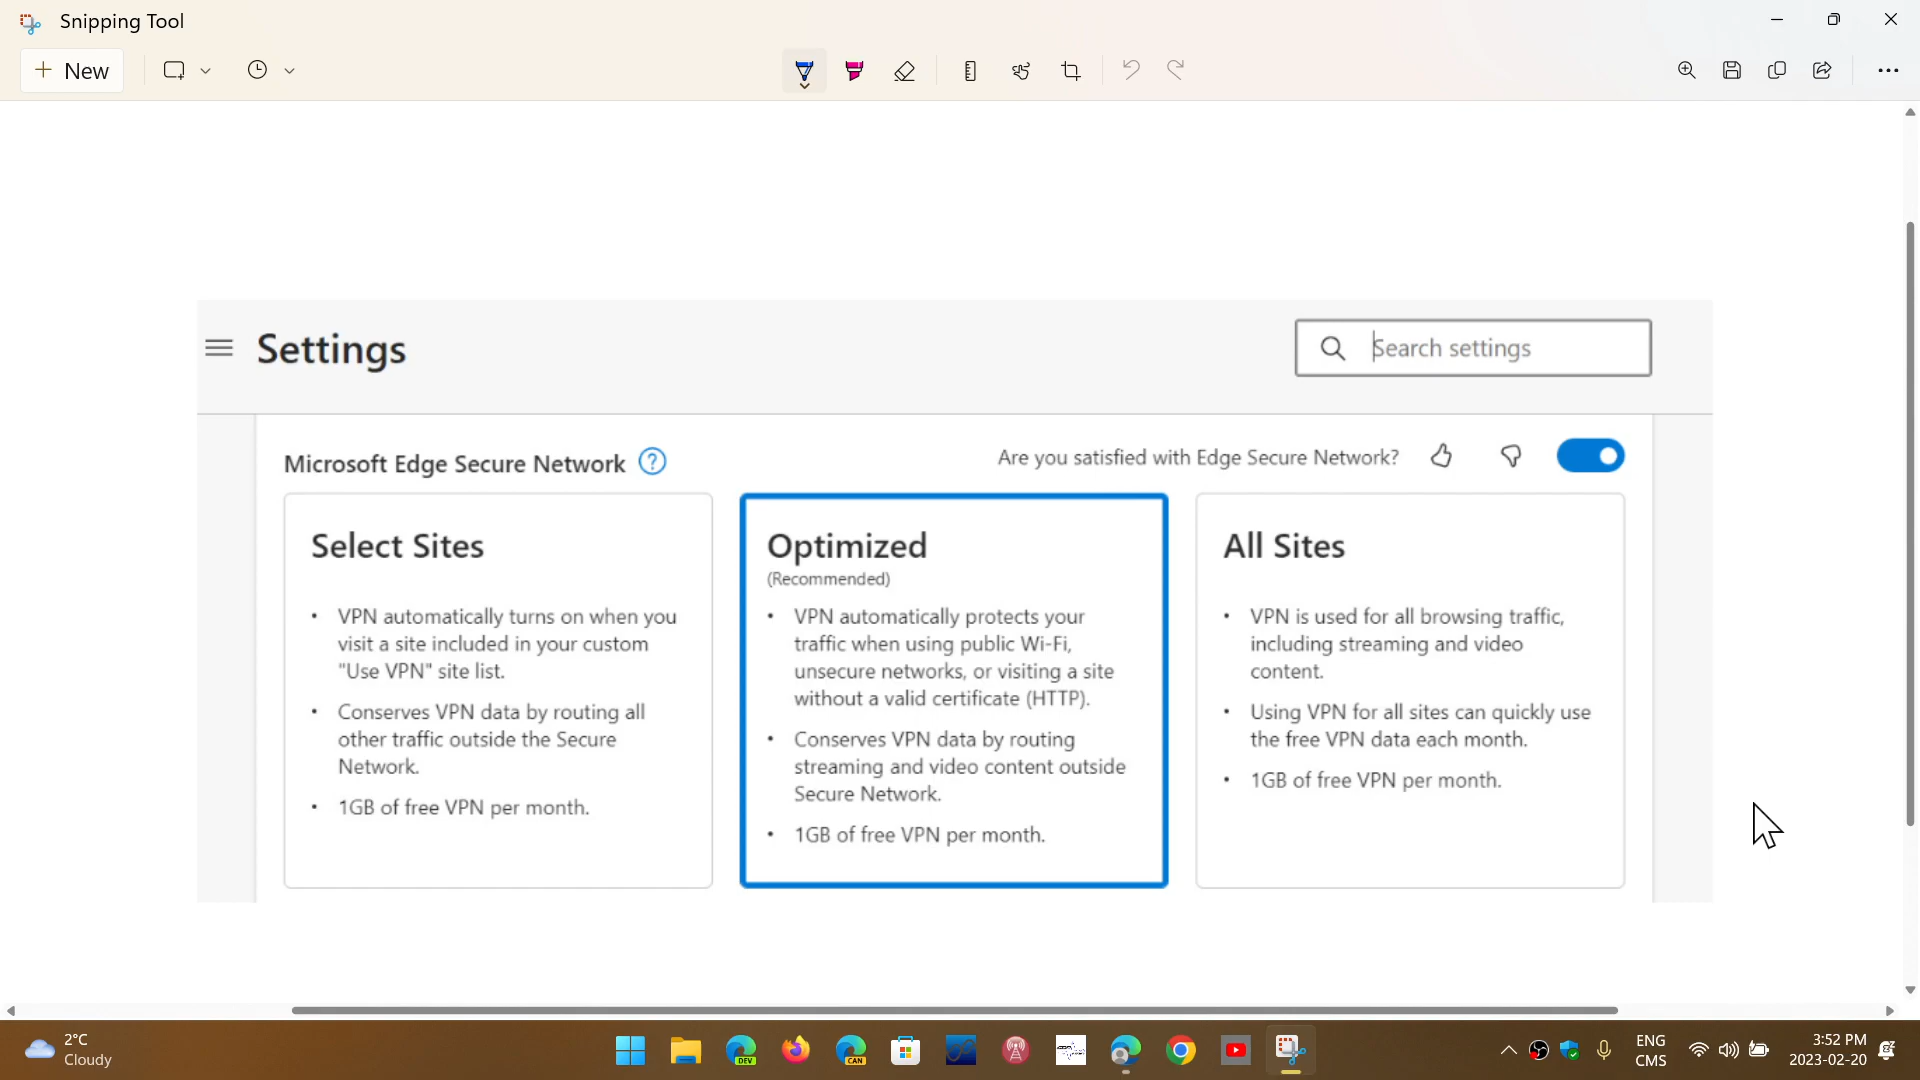 Snipping Tool
New
Settings
Search settings
Microsoft Edge Secure Network
Are you satisfied with Edge Secure Network?
Select Sites
• VPN automatically turns on when you
visit a site included in your custom
"Use VPN" site list.
• Conserves VPN data by routing all
other traffic outside the Secure
Network.
• 1GB of free VPN per month.
Optimized
(Recommended)
• VPN automatically protects your
traffic when using public Wi-Fi,
unsecure networks, or visiting a site
without a valid certificate (HTTP).
• Conserves VPN data by routing
streaming and video content outside
Secure Network.
• 1GB of free VPN per month.
All Sites
• VPN is used for all browsing traffic,
including streaming and video
content.
• Using VPN for all sites can quickly use
the free VPN data each month.
• 1GB of free VPN per month.
2°C
Cloudy
DEV
CAN
ENG
CMS
3:52 PM
2023-02-20